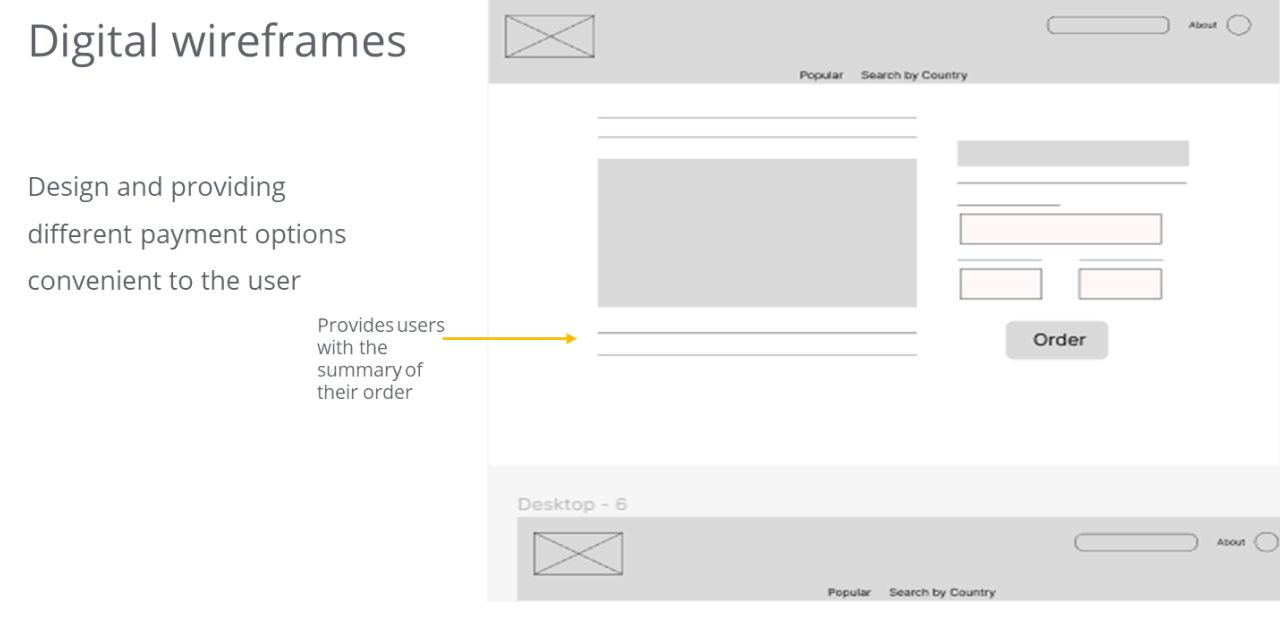 Digital wireframes
About
Popular Search by Country
Design and providing
different payment options
convenient to the user
Provides users
with the
summary of
their order
Order
Desktop - 6
About
Popular Search by Country